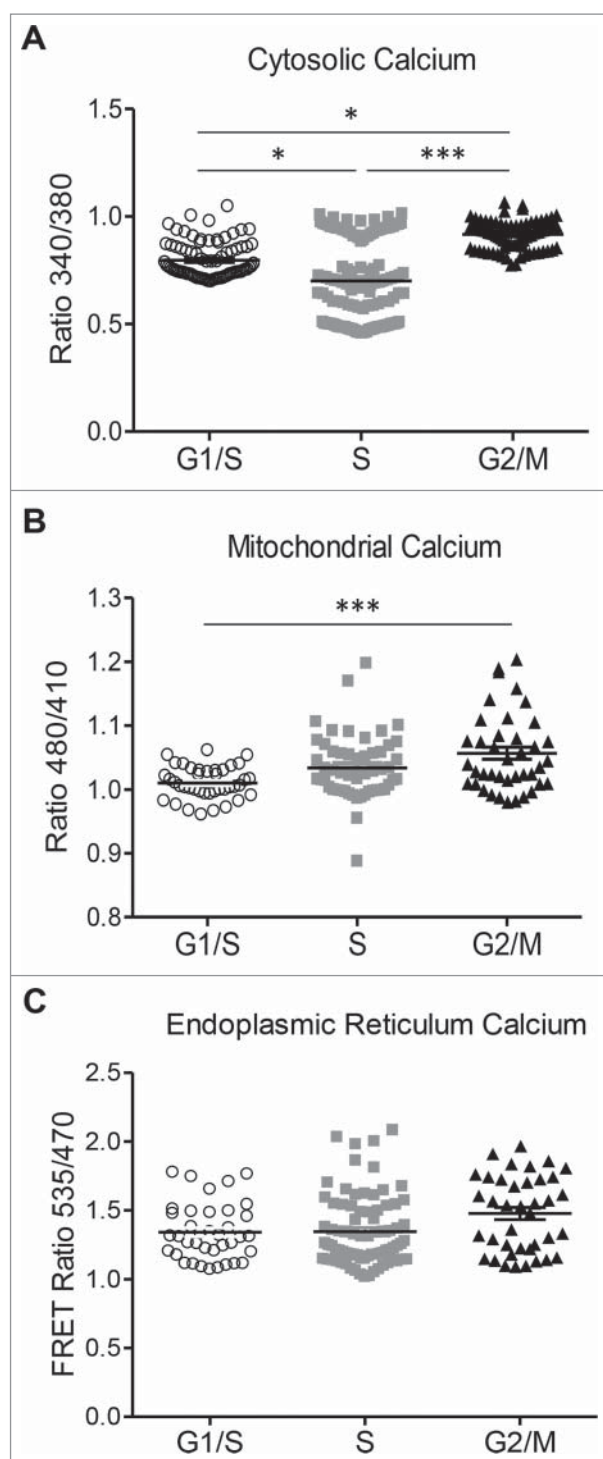 A
Cytosolic Calcium
Ratio 340/380
1.5
1.0
0.5
0.0
*
*
***
G1/S S G2/M
B
Mitochondrial Calcium
Ratio 480/410
1.3
1.2
1.1
1.0
0.9
0.8
***
G1/S S G2/M
C
Endoplasmic Reticulum Calcium
FRET Ratio 535/470
2.5
2.0
1.5
1.0
0.5
0.0
G1/S S G2/M